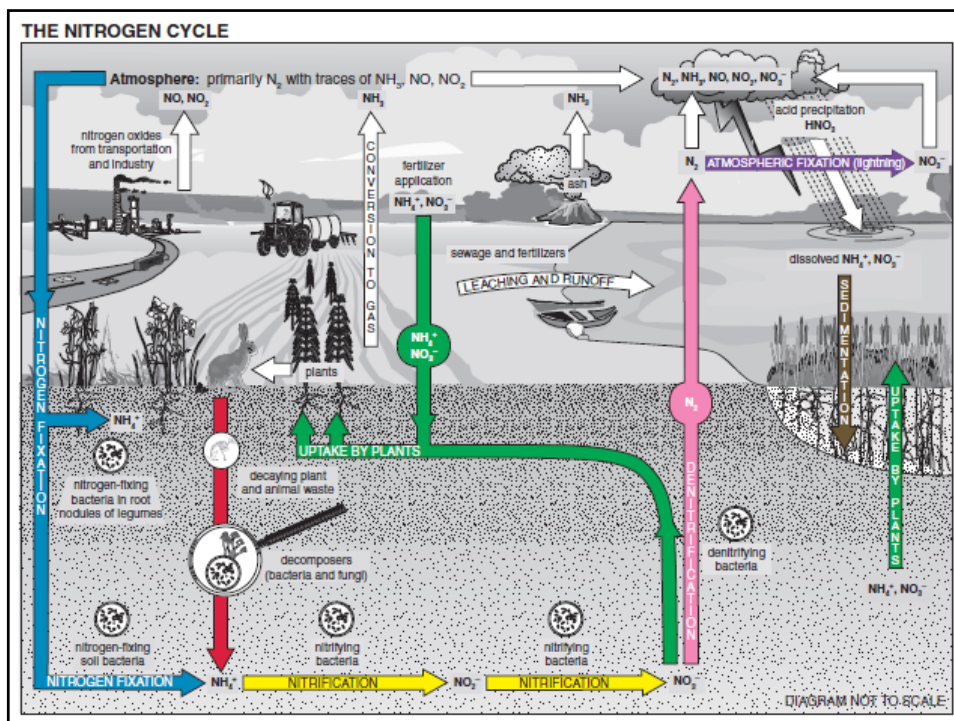 THE NITROGEN CYCLE
Atmosphere: primarily N₂ with traces of NH₃, NO, NO₂
N₂, NH₃, NO, NO₂, NO₃⁻
NO, NO₂
NH₃
NH₃
acid precipitation
HNO₃
nitrogen oxides
from transportation
and industry
CONVERSION TO GAS
fertilizer
application
NH₄⁺, NO₃⁻
ash
N₂
ATMOSPHERIC FIXATION (lightning)
NO₃⁻
sewage and fertilizers
LEACHING AND RUNOFF
dissolved NH₄⁺, NO₃⁻
SEDIMENTATION
NITROGEN FIXATION
NH₄⁺
NO₃⁻
plants
N₂
UPTAKE BY PLANTS
NH₄⁺
UPTAKE BY PLANTS
nitrogen-fixing
bacteria in root
nodules of legumes
decaying plant
and animal waste
DENITRIFICATION
decomposers
(bacteria and fungi)
denitrifying
bacteria
NH₄⁺, NO₃
nitrogen-fixing
soil bacteria
nitrifying
bacteria
nitrifying
bacteria
NITROGEN FIXATION
NH₄⁺
NITRIFICATION
NO₂⁻
NITRIFICATION
NO₃
DIAGRAM NOT TO SCALE